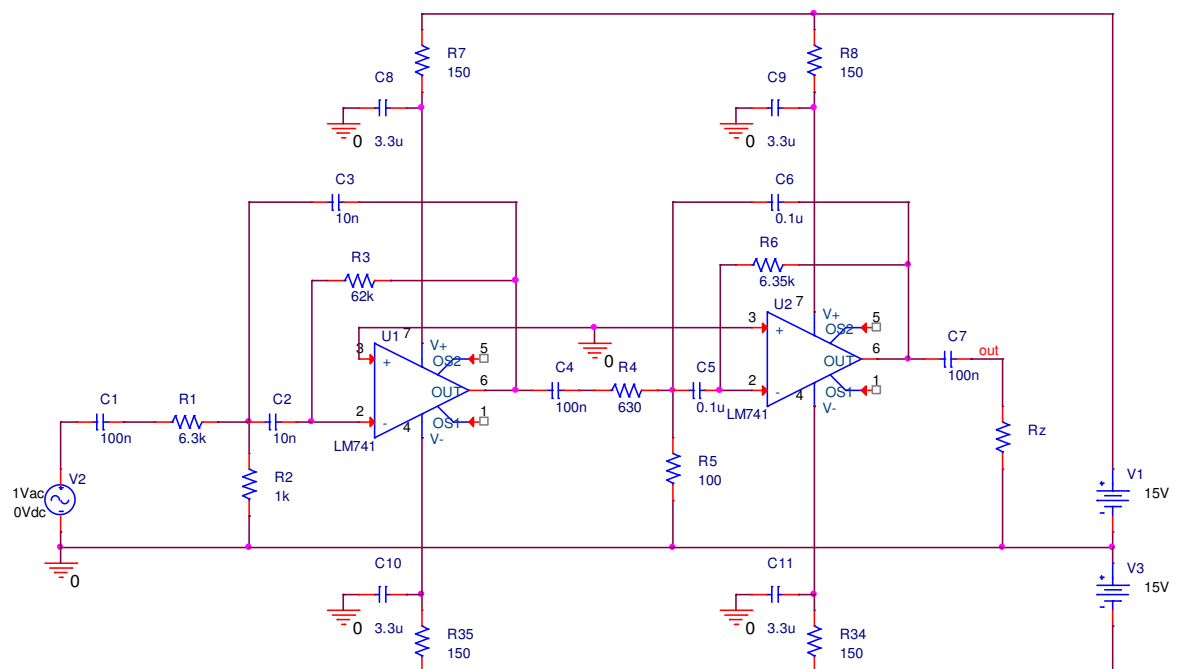 R7
150
R8
150
C8
0
3.3u
C9
0
3.3u
C3
10n
C6
0.1u
R3
62k
R6
6.35k
U1
3
+
2
-
7
V+
OS2
5
OUT
6
OS1
1
4
V-
LM741
0
U2
3
+
2
-
7
V+
OS2
5
OUT
6
OS1
1
4
V-
LM741
C1
100n
R1
6.3k
C2
10n
C4
100n
R4
630
C5
0.1u
C7
100n
out
R2
1k
R5
100
Rz
V2
1Vac
0Vdc
+
-
0
V1
15V
+
-
V3
15V
+
-
C10
0
3.3u
C11
0
3.3u
R35
150
R34
150